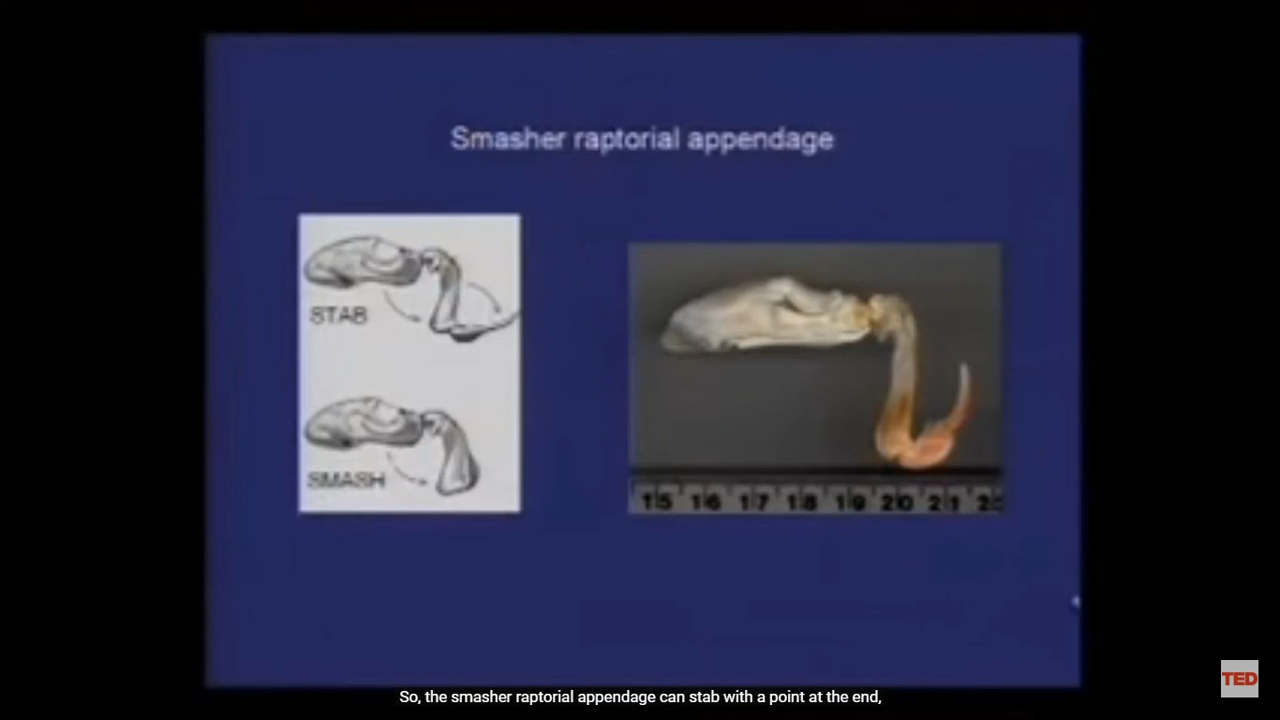 Smasher raptorial appendage
STAB
SMASH
15 16 17 18 19 20 21
So, the smasher raptorial appendage can stab with a point at the end,
TED